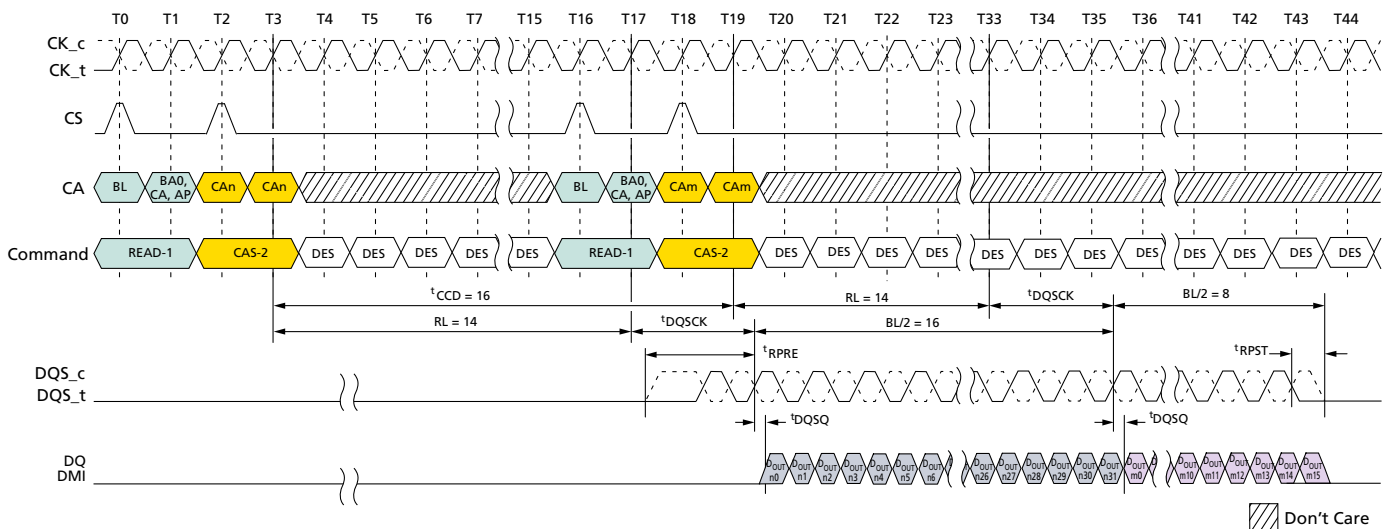 T0 T1 T2 T3 T4 T5 T6 T7 T15 T16 T17 T18 T19 T20 T21 T22 T23 T33 T34 T35 T36 T41 T42 T43 T44
CK_c
CK_t
CS
CA BL BA0, CA, AP CAn CAn BL BA0, CA, AP CAm CAm
Command READ-1 CAS-2 DES DES DES DES DES READ-1 CAS-2 DES DES DES DES DES DES DES DES DES DES DES DES
tCCD = 16 RL = 14 tDQSCK BL/2 = 8
RL = 14 tDQSCK BL/2 = 16
tRPRE tRPST
DQS_c
DQS_t
tDQSQ tDQSQ
DQ
DMI
DOUT n0 DOUT n1 DOUT n2 DOUT n3 DOUT n4 DOUT n5 DOUT n6 DOUT n26 DOUT n27 DOUT n28 DOUT n29 DOUT n30 DOUT n31 DOUT m0 DOUT m10 DOUT m11 DOUT m12 DOUT m13 DOUT m14 DOUT m15
Don't Care